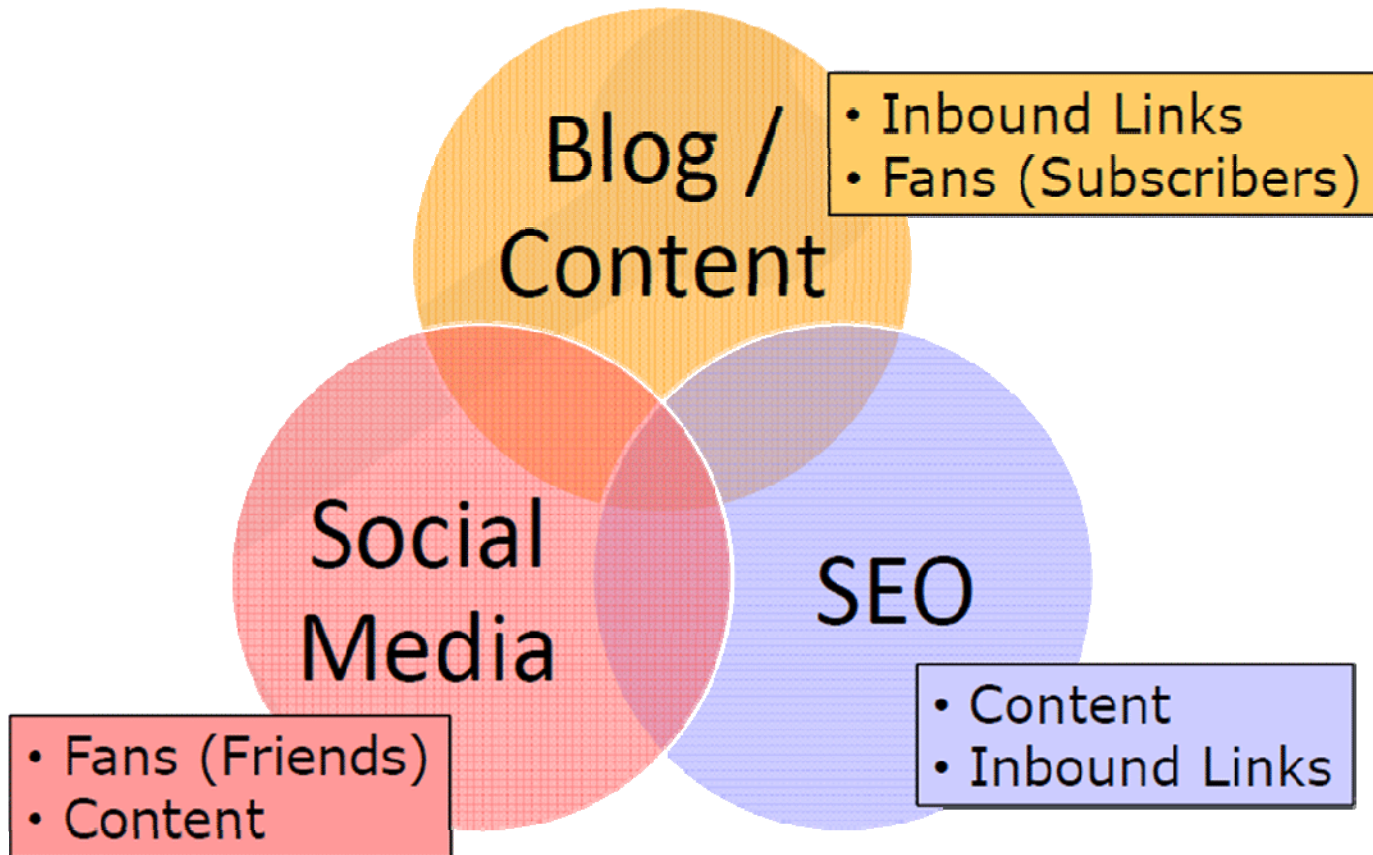 Blog /
Content
• Inbound Links
• Fans (Subscribers)
Social
Media
• Fans (Friends)
• Content
SEO
• Content
• Inbound Links